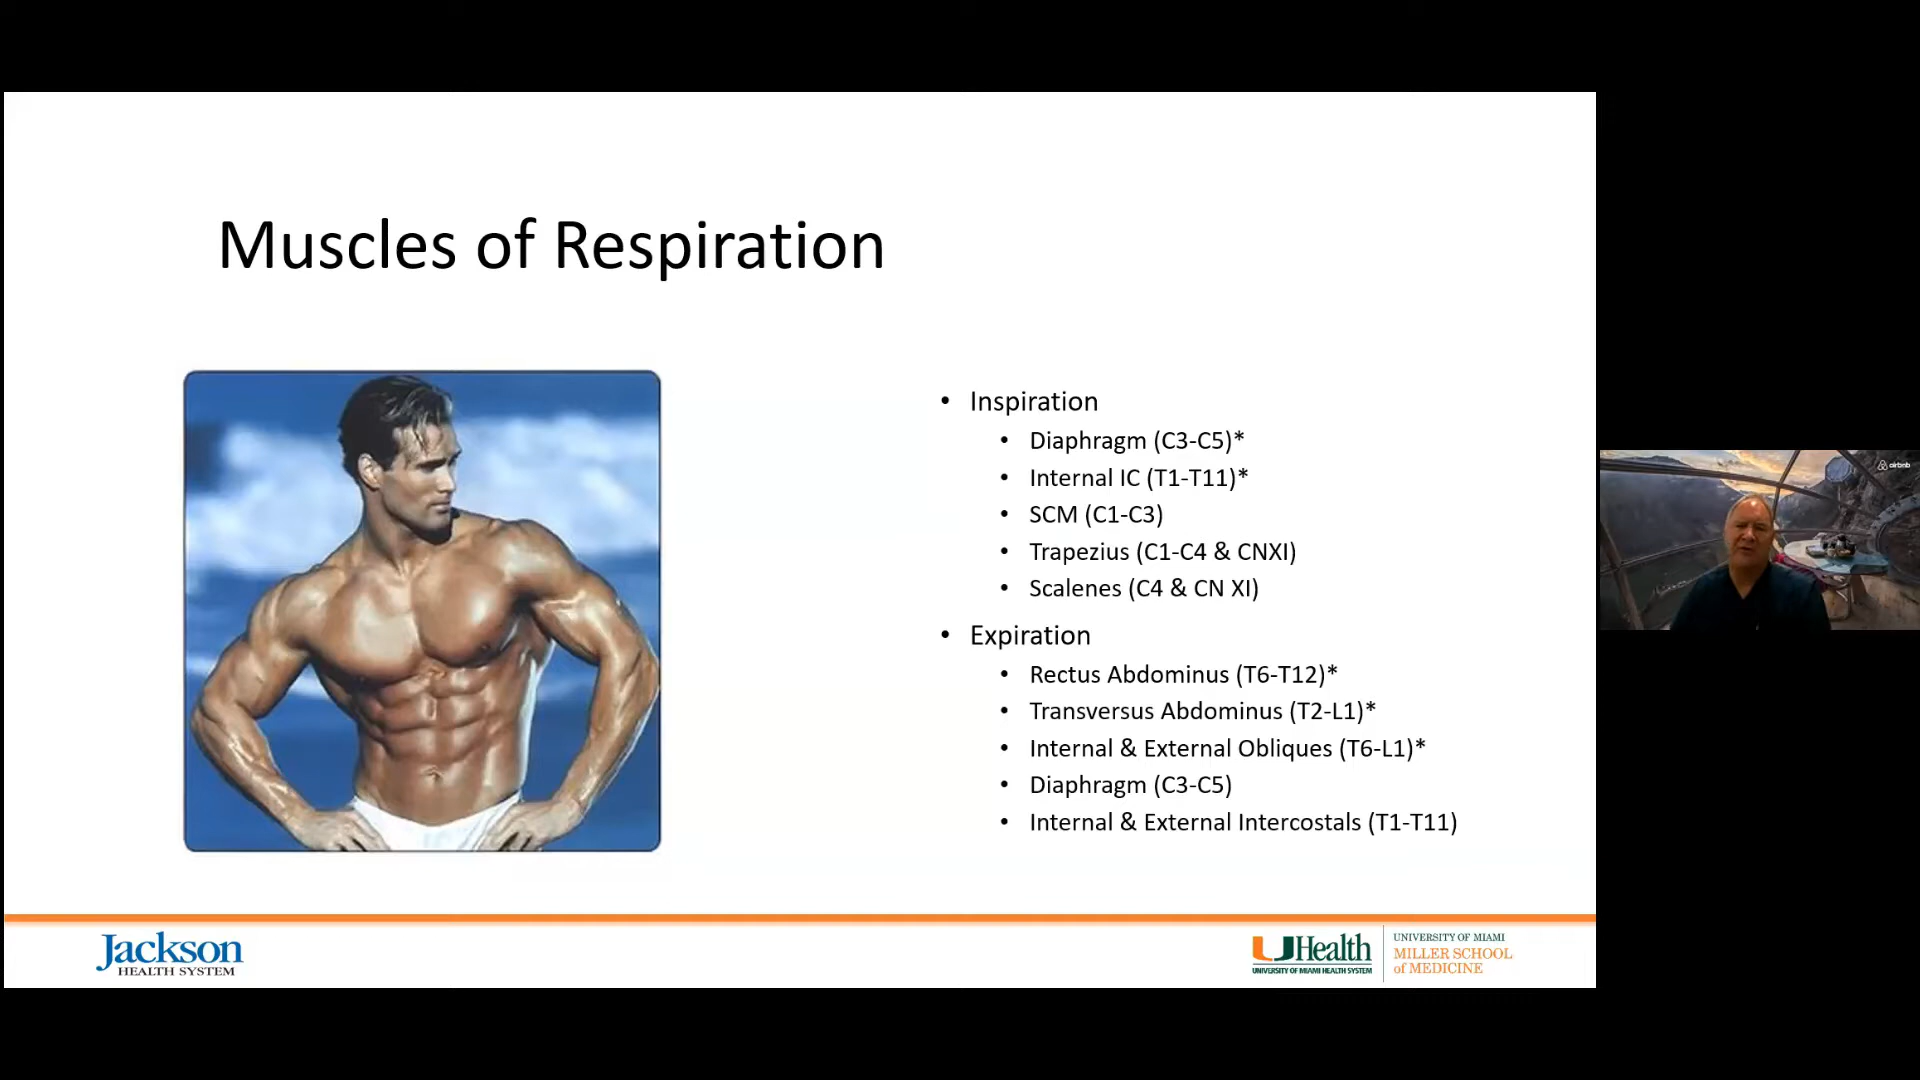 Muscles of Respiration
• Inspiration
• Diaphragm (C3-C5)*
• Internal IC (T1-T11)*
• SCM (C1-C3)
• Trapezius (C1-C4 & CNXI)
• Scalenes (C4 & CN XI)
• Expiration
• Rectus Abdominus (T6-T12)*
• Transversus Abdominus (T2-L1)*
• Internal & External Obliques (T6-L1)*
• Diaphragm (C3-C5)
• Internal & External Intercostals (T1-T11)
airbnb
Jackson
HEALTH SYSTEM
UHealth
UNIVERSITY OF MIAMI HEALTH SYSTEM
UNIVERSITY OF MIAMI
MILLER SCHOOL
of MEDICINE